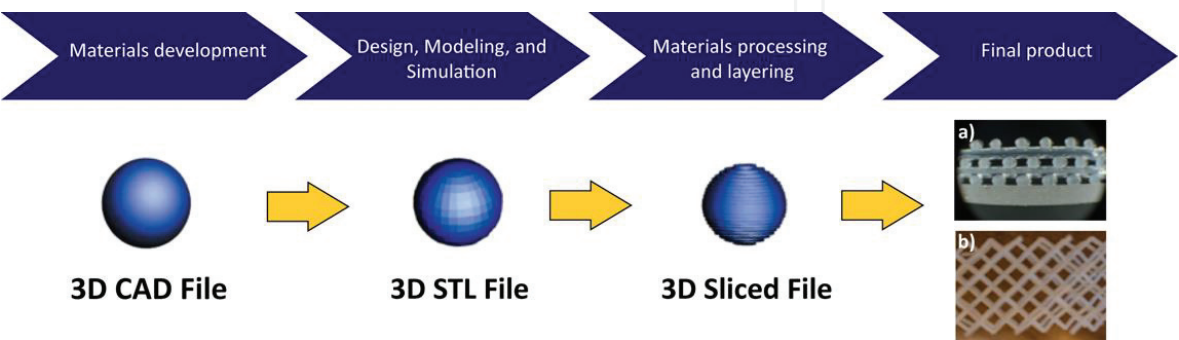 Materials development
Design, Modeling, and
Simulation
Materials processing
and layering
Final product
a)
3D CAD File
3D STL File
3D Sliced File
b)